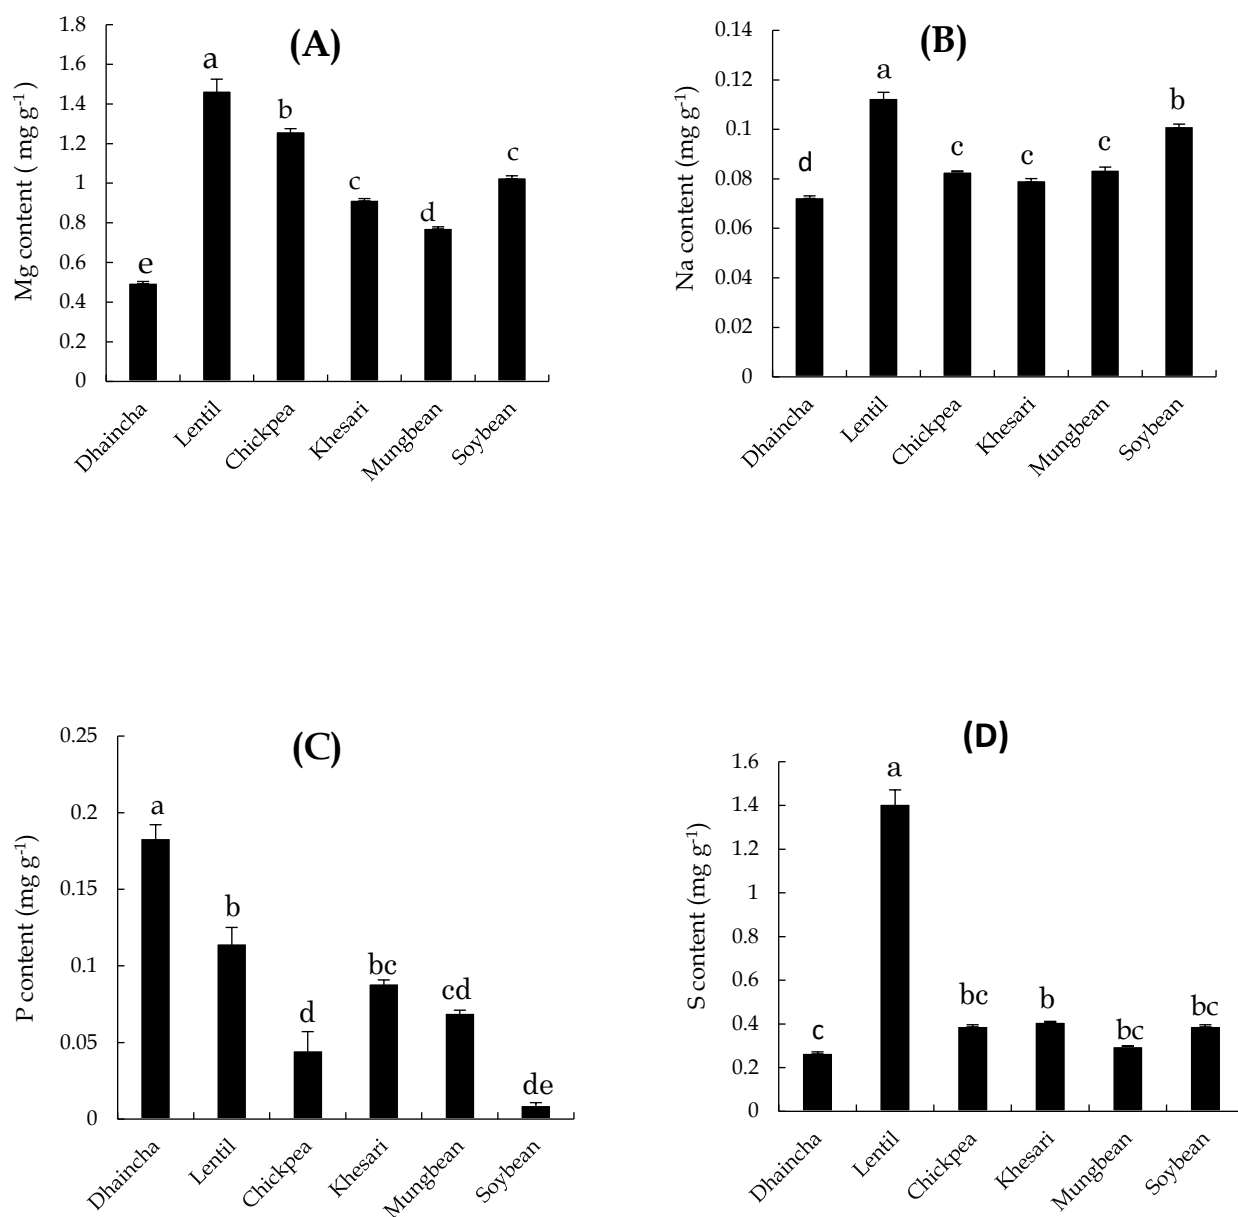 (A)
Mg content ( mg g⁻¹)
1.8
1.6
1.4
1.2
1
0.8
0.6
0.4
0.2
0
e
a
b
c
d
c
Dhaincha
Lentil
Chickpea
Khesari
Mungbean
Soybean
(B)
Na content (mg g⁻¹)
0.14
0.12
0.1
0.08
0.06
0.04
0.02
0
d
a
c
c
c
b
Dhaincha
Lentil
Chickpea
Khesari
Mungbean
Soybean
(C)
P content (mg g⁻¹)
0.25
0.2
0.15
0.1
0.05
0
a
b
d
bc
cd
de
Dhaincha
Lentil
Chickpea
Khesari
Mungbean
Soybean
(D)
S content (mg g⁻¹)
1.6
1.4
1.2
1
0.8
0.6
0.4
0.2
0
c
a
bc
b
bc
bc
Dhaincha
Lentil
Chickpea
Khesari
Mungbean
Soybean